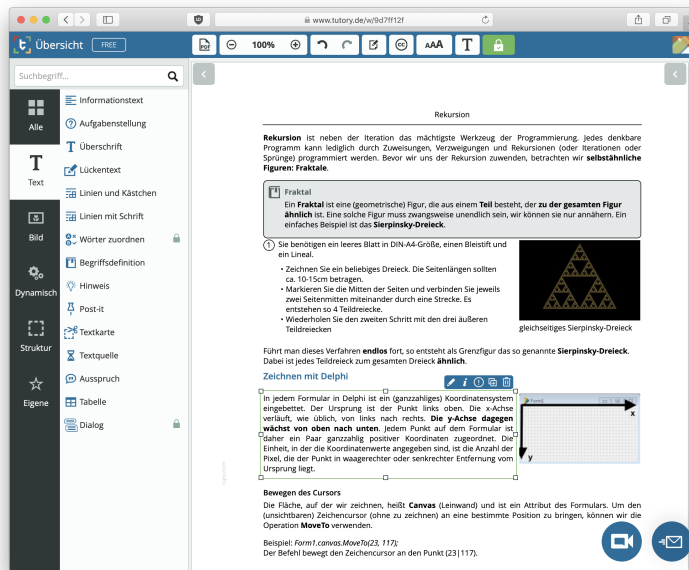 www.tutory.de/w/9d7ff12f
Übersicht FREE
PDF 100% cc AAA T
Suchbegriff...
Alle
Text
Bild
Dynamisch
Struktur
Eigene
Informationstext
Aufgabenstellung
Überschrift
Lückentext
Linien und Kästchen
Linien mit Schrift
Wörter zuordnen
Begriffsdefinition
Hinweis
Post-it
Textkarte
Textquelle
Ausspruch
Tabelle
Dialog
Rekursion
Rekursion ist neben der Iteration das mächtigste Werkzeug der Programmierung. Jedes denkbare
Programm kann lediglich durch Zuweisungen, Verzweigungen und Rekursionen (oder Iterationen oder
Sprünge) programmiert werden. Bevor wir uns der Rekursion zuwenden, betrachten wir selbstähnliche
Figuren: Fraktale.
Fraktal
Ein Fraktal ist eine (geometrische) Figur, die aus einem Teil besteht, der zu der gesamten Figur
ähnlich ist. Eine solche Figur muss zwangsweise unendlich sein, wir können sie nur annähern. Ein
einfaches Beispiel ist das Sierpinsky-Dreieck.
1 Sie benötigen ein leeres Blatt in DIN-A4-Größe, einen Bleistift und
ein Lineal.
• Zeichnen Sie ein beliebiges Dreieck. Die Seitenlängen sollten
ca. 10-15cm betragen.
• Markieren Sie die Mitten der Seiten und verbinden Sie jeweils
zwei Seitenmitten miteinander durch eine Strecke. Es
entstehen so 4 Teildreiecke.
• Wiederholen Sie den zweiten Schritt mit den drei äußeren
Teildreiecken
gleichseitiges Sierpinsky-Dreieck
Führt man dieses Verfahren endlos fort, so entsteht als Grenzfigur das so genannte Sierpinsky-Dreieck.
Dabei ist jedes Teildreieck zum gesamten Dreieck ähnlich.
Zeichnen mit Delphi
In jedem Formular in Delphi ist ein (ganzzahliges) Koordinatensystem
eingebettet. Der Ursprung ist der Punkt links oben. Die x-Achse
verläuft, wie üblich, von links nach rechts. Die y-Achse dagegen
wächst von oben nach unten. Jedem Punkt auf dem Formular ist
daher ein Paar ganzzahlig positiver Koordinaten zugeordnet. Die
Einheit, in der die Koordinatenwerte angegeben sind, ist die Anzahl der
Pixel, die der Punkt in waagerechter oder senkrechter Entfernung vom
Ursprung liegt.
Form1
x
y
Bewegen des Cursors
Die Fläche, auf der wir zeichnen, heißt Canvas (Leinwand) und ist ein Attribut des Formulars. Um den
(unsichtbaren) Zeichencursor (ohne zu zeichnen) an eine bestimmte Position zu bringen, können wir die
Operation MoveTo verwenden.
Beispiel: Form1.canvas.MoveTo(23, 117);
Der Befehl bewegt den Zeichencursor an den Punkt (23|117).